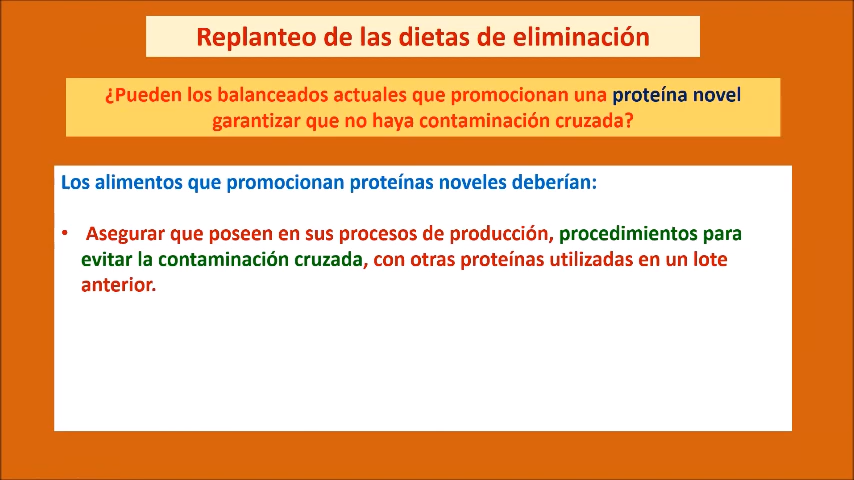 Replanteo de las dietas de eliminación
¿Pueden los balanceados actuales que promocionan una proteína novel
garantizar que no haya contaminación cruzada?
Los alimentos que promocionan proteínas noveles deberían:
• Asegurar que poseen en sus procesos de producción, procedimientos para
evitar la contaminación cruzada, con otras proteínas utilizadas en un lote
anterior.